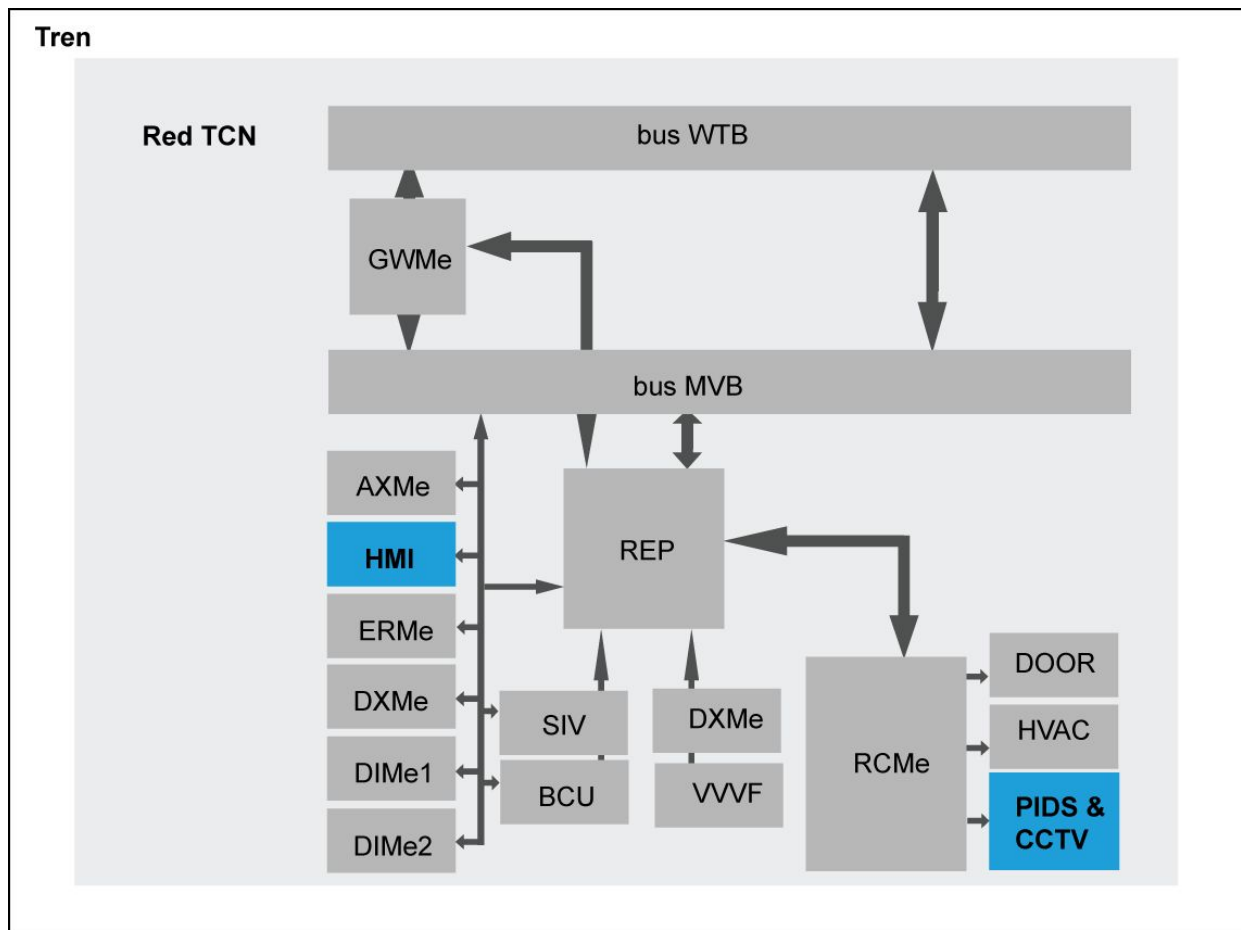 Tren
Red TCN
bus WTB
GWMe
bus MVB
AXMe
HMI
ERMe
DXMe
DIMe1
DIMe2
REP
SIV
BCU
DXMe
VVVF
RCMe
DOOR
HVAC
PIDS &
CCTV